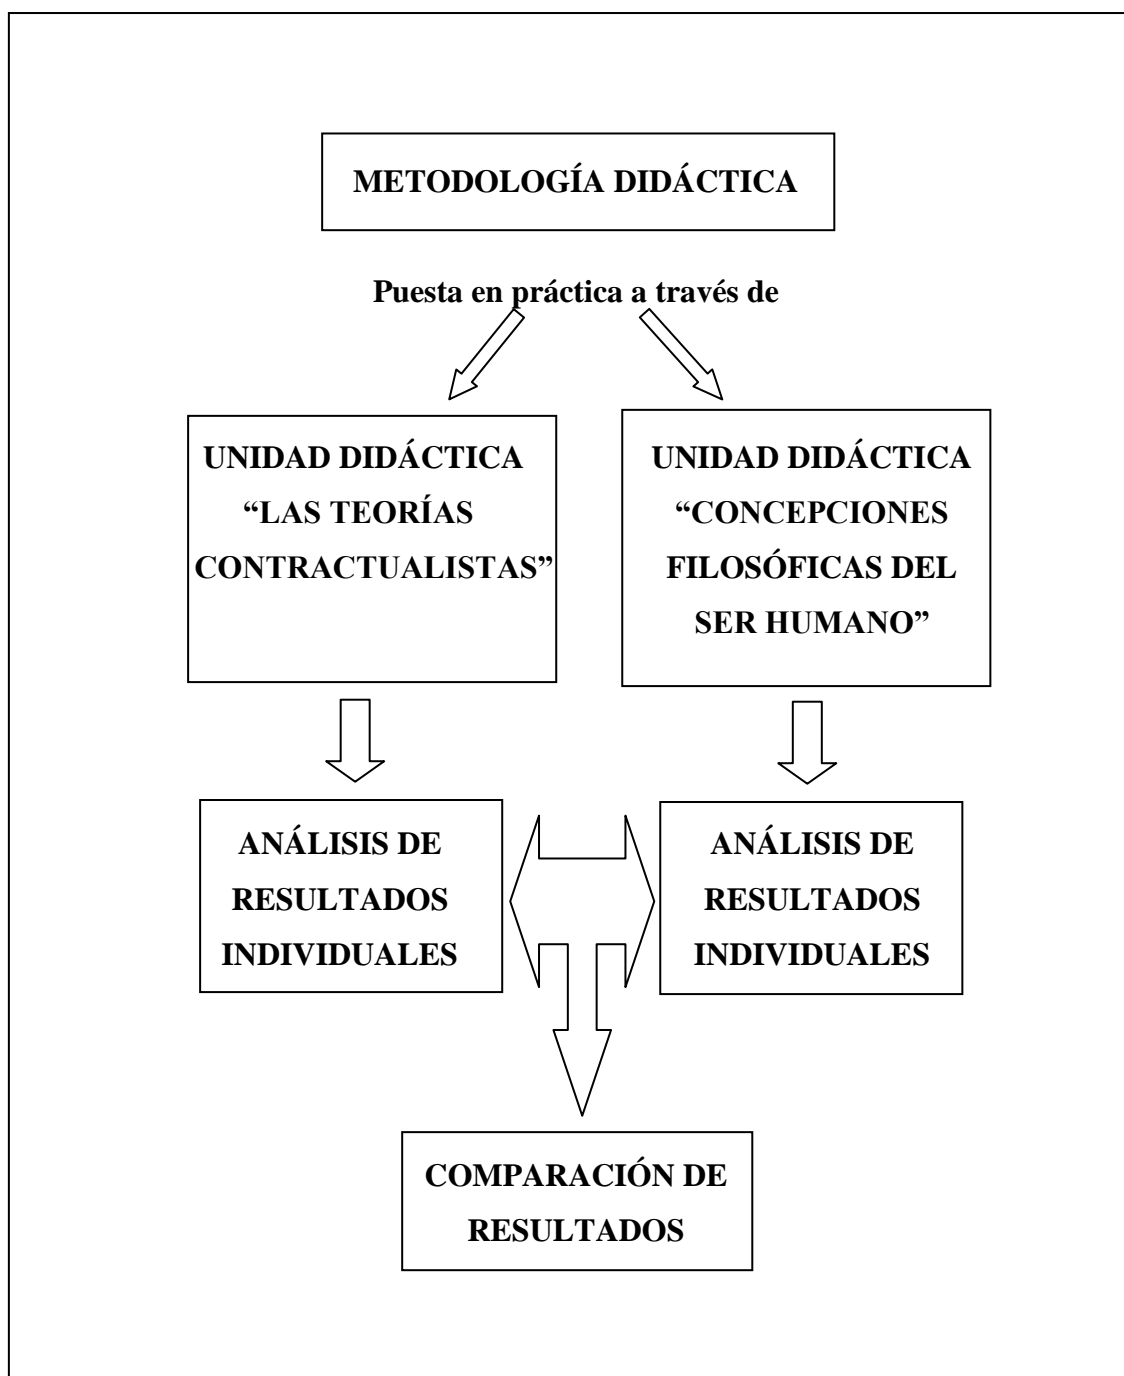 METODOLOGÍA DIDÁCTICA
Puesta en práctica a través de
UNIDAD DIDÁCTICA
“LAS TEORÍAS
CONTRACTUALISTAS”
UNIDAD DIDÁCTICA
“CONCEPCIONES
FILOSÓFICAS DEL
SER HUMANO”
ANÁLISIS DE
RESULTADOS
INDIVIDUALES
ANÁLISIS DE
RESULTADOS
INDIVIDUALES
COMPARACIÓN DE
RESULTADOS